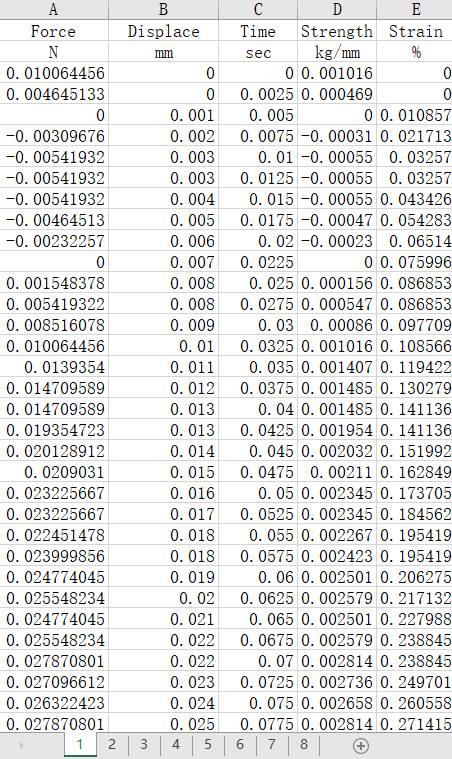 A B C D E
Force Displace Time Strength Strain
N mm sec kg/mm %
0.010064456 0 0 0.001016 0
0.004645133 0 0.0025 0.000469 0
0 0.001 0.005 0 0.010857
-0.00309676 0.002 0.0075 -0.00031 0.021713
-0.00541932 0.003 0.01 -0.00055 0.03257
-0.00541932 0.003 0.0125 -0.00055 0.03257
-0.00541932 0.004 0.015 -0.00055 0.043426
-0.00464513 0.005 0.0175 -0.00047 0.054283
-0.00232257 0.006 0.02 -0.00023 0.06514
0 0.007 0.0225 0 0.075996
0.001548378 0.008 0.025 0.000156 0.086853
0.005419322 0.008 0.0275 0.000547 0.086853
0.008516078 0.009 0.03 0.00086 0.097709
0.010064456 0.01 0.0325 0.001016 0.108566
0.0139354 0.011 0.035 0.001407 0.119422
0.014709589 0.012 0.0375 0.001485 0.130279
0.014709589 0.013 0.04 0.001485 0.141136
0.019354723 0.013 0.0425 0.001954 0.141136
0.020128912 0.014 0.045 0.002032 0.151992
0.0209031 0.015 0.0475 0.00211 0.162849
0.023225667 0.016 0.05 0.002345 0.173705
0.023225667 0.017 0.0525 0.002345 0.184562
0.022451478 0.018 0.055 0.002267 0.195419
0.023999856 0.018 0.0575 0.002423 0.195419
0.024774045 0.019 0.06 0.002501 0.206275
0.025548234 0.02 0.0625 0.002579 0.217132
0.024774045 0.021 0.065 0.002501 0.227988
0.025548234 0.022 0.0675 0.002579 0.238845
0.027870801 0.022 0.07 0.002814 0.238845
0.027096612 0.023 0.0725 0.002736 0.249701
0.026322423 0.024 0.075 0.002658 0.260558
0.027870801 0.025 0.0775 0.002814 0.271415
1 2 3 4 5 6 7 8